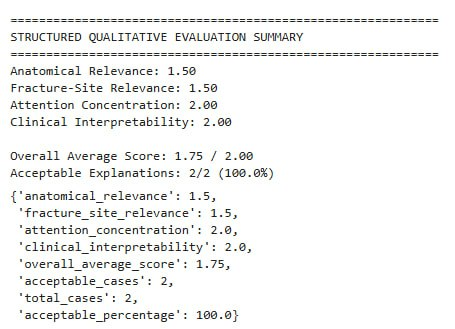 ================================================================
STRUCTURED QUALITATIVE EVALUATION SUMMARY
================================================================
Anatomical Relevance: 1.50
Fracture-Site Relevance: 1.50
Attention Concentration: 2.00
Clinical Interpretability: 2.00
Overall Average Score: 1.75 / 2.00
Acceptable Explanations: 2/2 (100.0%)
{'anatomical_relevance': 1.5,
 'fracture_site_relevance': 1.5,
 'attention_concentration': 2.0,
 'clinical_interpretability': 2.0,
 'overall_average_score': 1.75,
 'acceptable_cases': 2,
 'total_cases': 2,
 'acceptable_percentage': 100.0}